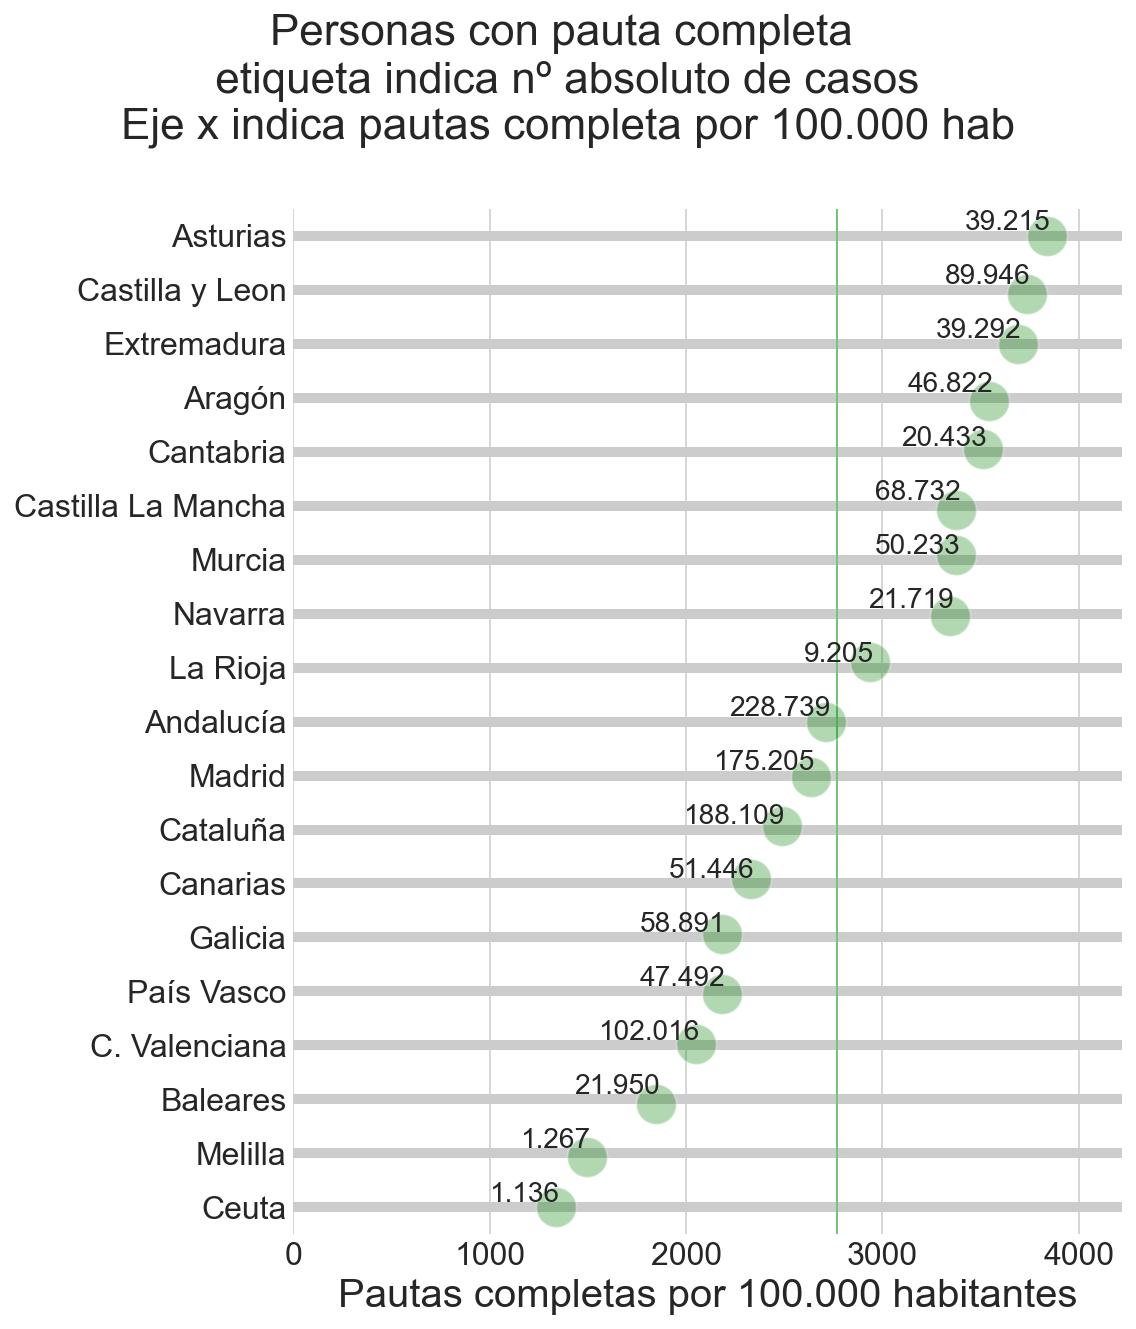 Personas con pauta completa
etiqueta indica nº absoluto de casos
Eje x indica pautas completa por 100.000 hab
Asturias 39.215
Castilla y Leon 89.946
Extremadura 39.292
Aragón 46.822
Cantabria 20.433
Castilla La Mancha 68.732
Murcia 50.233
Navarra 21.719
La Rioja 9.205
Andalucía 228.739
Madrid 175.205
Cataluña 188.109
Canarias 51.446
Galicia 58.891
País Vasco 47.492
C. Valenciana 102.016
Baleares 21.950
Melilla 1.267
Ceuta 1.136
0 1000 2000 3000 4000
Pautas completas por 100.000 habitantes